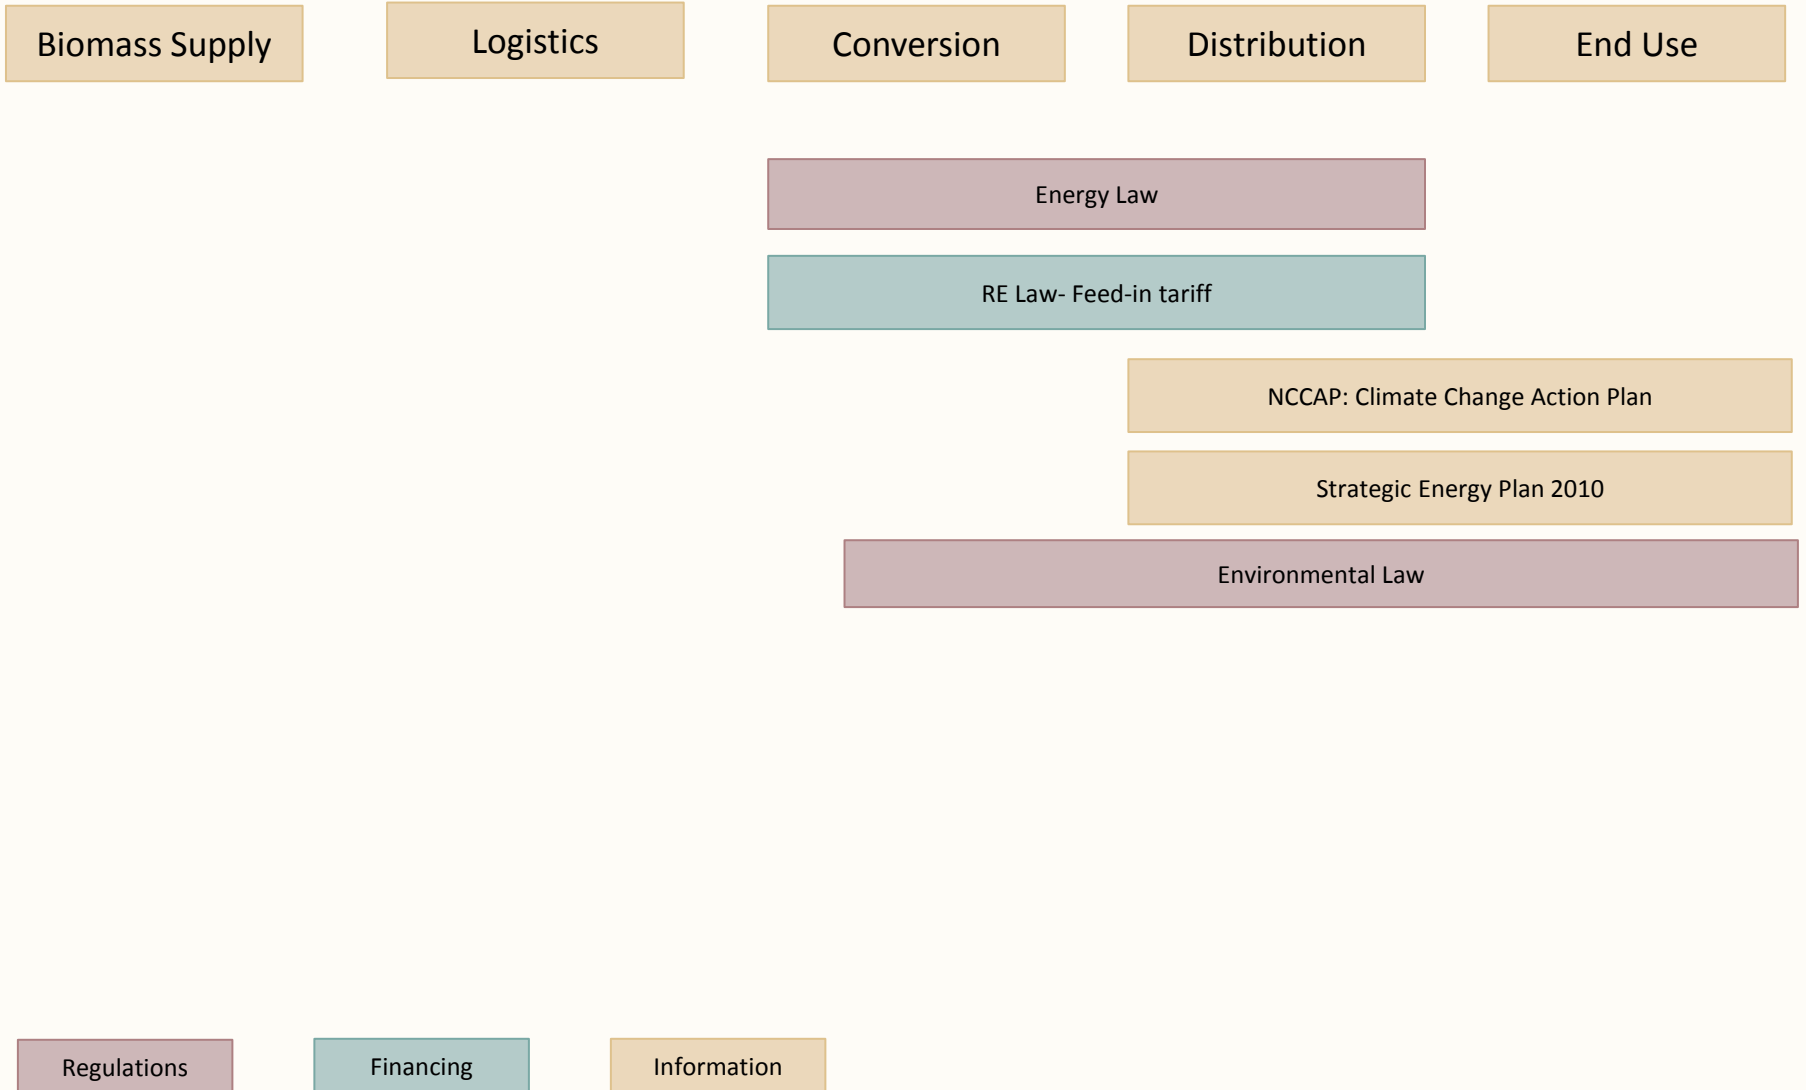 Biomass Supply
Logistics
Conversion
Distribution
End Use
Energy Law
RE Law- Feed-in tariff
NCCAP: Climate Change Action Plan
Strategic Energy Plan 2010
Environmental Law
Regulations
Financing
Information